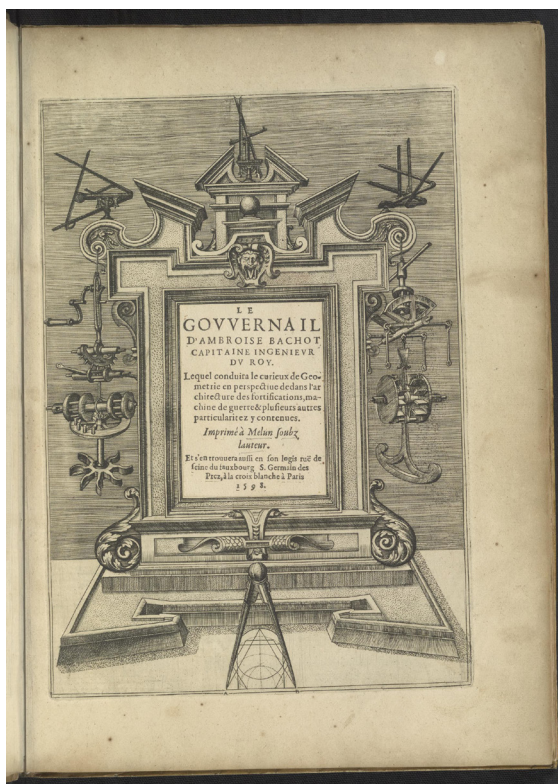 LE
GOVVERNAIL
D'AMBROISE BACHOT
CAPITAINE INGENIEVR
DV ROY.
Lequel conduira le curieux de Geo-
metrie en perspectiue dedans l'ar
chitecture des fortifications, ma-
chine de guerre & plusieurs autres
particularitez y contenues.
Imprimé à Melun soubz
lauteur.
Et s'en trouuera aussi en son logis ruë de
seine du fauxbourg S. Germain des
Prez, à la croix blanche à Paris
1598.